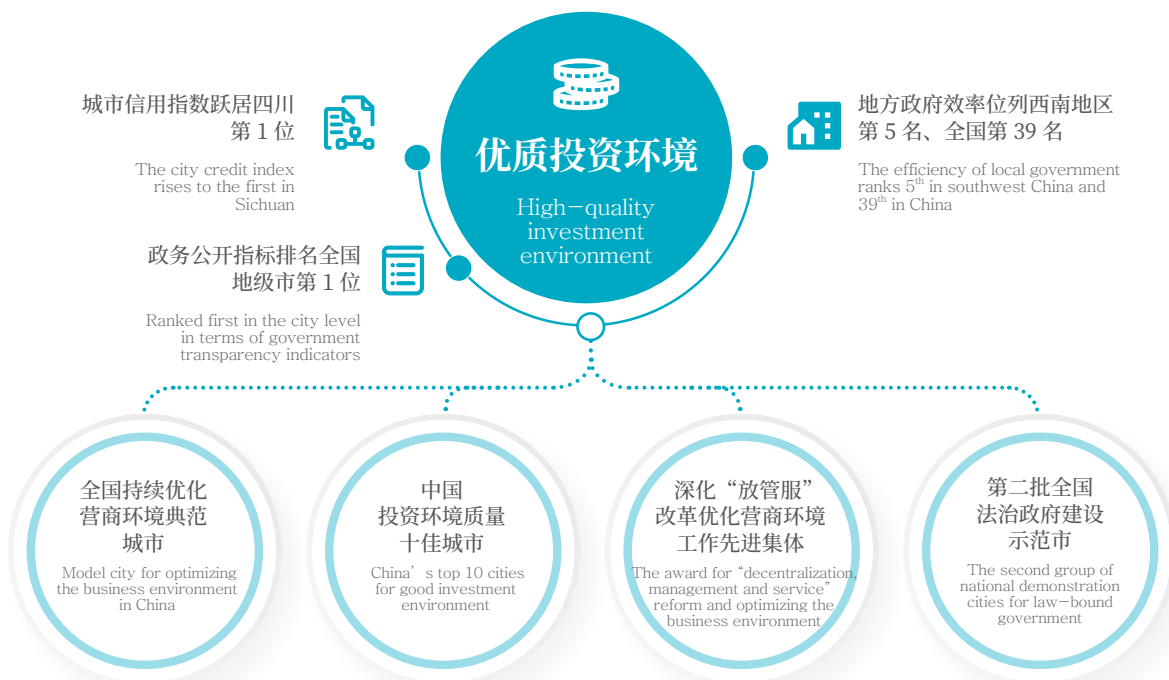 优质投资环境
High-quality
investment
environment
城市信用指数跃居四川
第 1 位
The city credit index
rises to the first in
Sichuan
政务公开指标排名全国
地级市第 1 位
Ranked first in the city level
in terms of government
transparency indicators
地方政府效率位列西南地区
第 5 名、全国第 39 名
The efficiency of local government
ranks 5th in southwest China and
39th in China
全国持续优化
营商环境典范
城市
Model city for optimizing
the business environment
in China
中国
投资环境质量
十佳城市
China’s top 10 cities
for good investment
environment
深化“放管服”
改革优化营商环境
工作先进集体
The award for “decentralization,
management and service”
reform and optimizing the
business environment
第二批全国
法治政府建设
示范市
The second group of
national demonstration
cities for law-bound
government